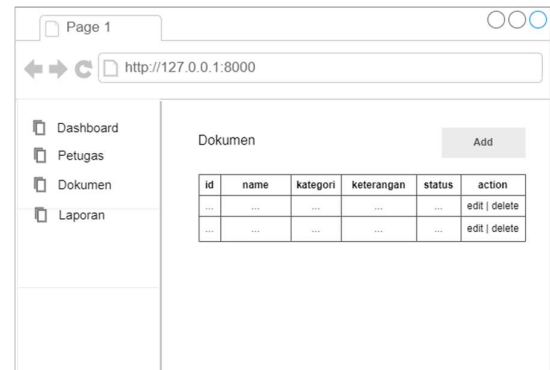 Page 1
http://127.0.0.1:8000
Dashboard
Petugas
Dokumen
Laporan
Dokumen
Add
id name kategori keterangan status action
... ... ... ... ... edit | delete
... ... ... ... ... edit | delete